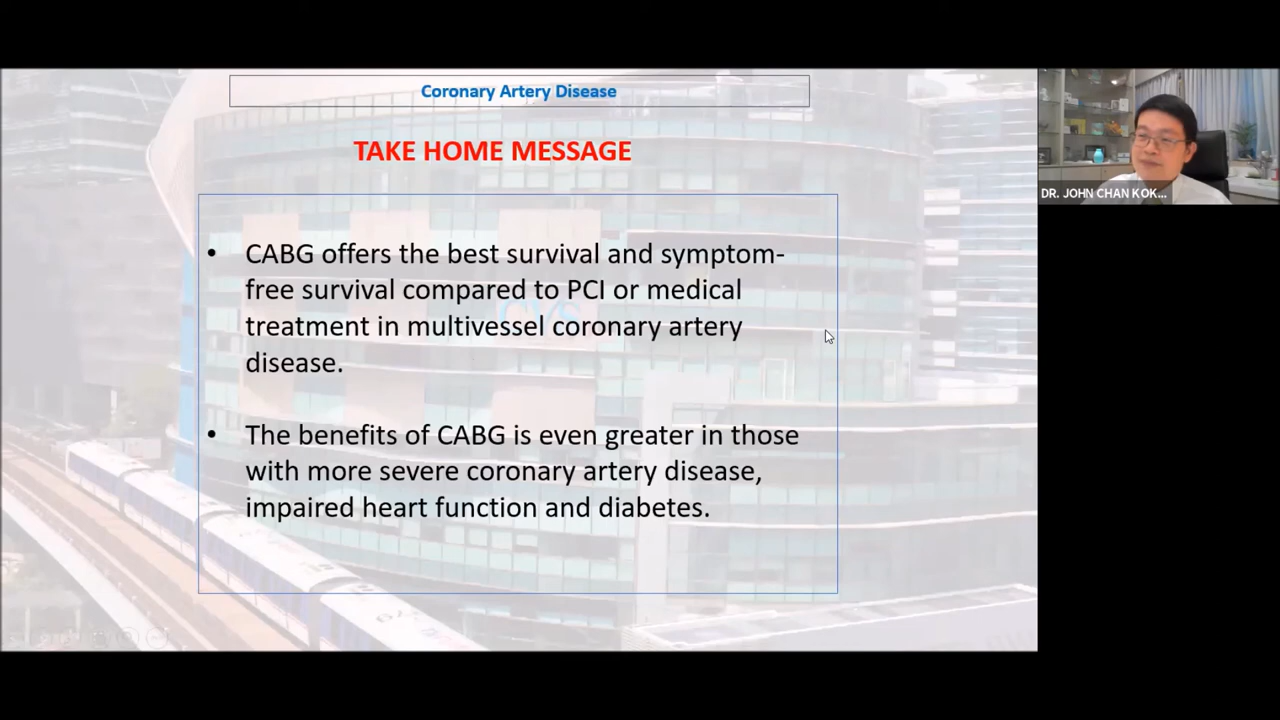 Coronary Artery Disease
TAKE HOME MESSAGE
• CABG offers the best survival and symptom-
free survival compared to PCI or medical
treatment in multivessel coronary artery
disease.
• The benefits of CABG is even greater in those
with more severe coronary artery disease,
impaired heart function and diabetes.
CVS
DR. JOHN CHAN KOK...